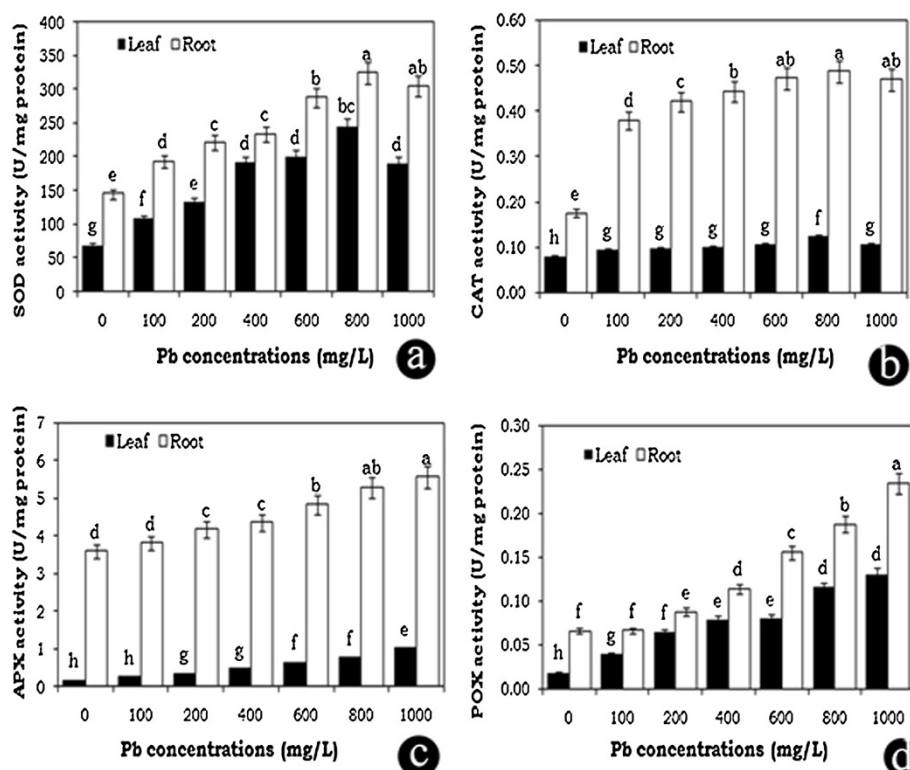 SOD activity (U/mg protein)
400
350
300
250
200
150
100
50
0
Leaf Root
g e f d e c d c d b bc a d ab
0 100 200 400 600 800 1000
Pb concentrations (mg/L)
a
CAT activity (U/mg protein)
0.60
0.50
0.40
0.30
0.20
0.10
0.00
Leaf Root
h e g d g c g b g ab f a g ab
0 100 200 400 600 800 1000
Pb concentrations (mg/L)
b
APX activity (U/mg protein)
7
6
5
4
3
2
1
0
Leaf Root
h d h d g c g c f b f ab e a
0 100 200 400 600 800 1000
Pb concentrations (mg/L)
c
POX activity (U/mg protein)
0.30
0.25
0.20
0.15
0.10
0.05
0.00
Leaf Root
h f g f f e e d e c d b d a
0 100 200 400 600 800 1000
Pb concentrations (mg/L)
d